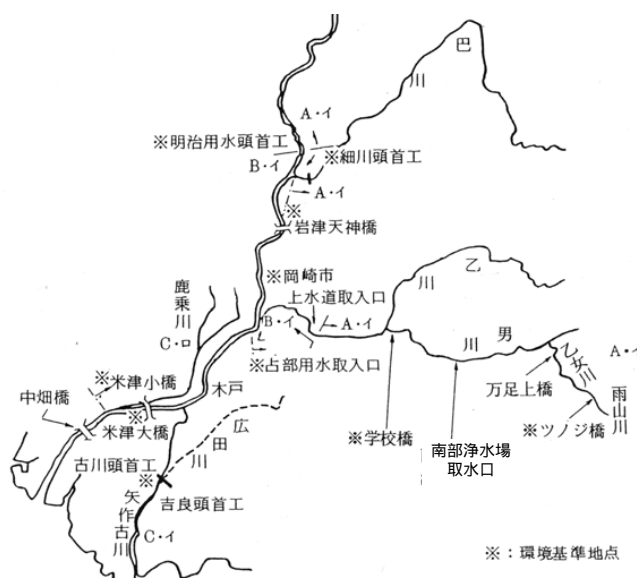 巴川
A・イ
※明治用水頭首工
B・イ
※細川頭首工
A・イ
※
岩津天神橋
※岡崎市
上水道取入口
乙川
鹿乗川
C・ロ
B・イ
A・イ
男川
※占部用水取入口
乙女川
A・イ
雨山川
万足上橋
※米津小橋
木戸
中畑橋
※
米津大橋
広田川
※学校橋
南部浄水場
取水口
※ツノジ橋
古川頭首工
※
吉良頭首工
矢作古川
C・イ
※：環境基準地点